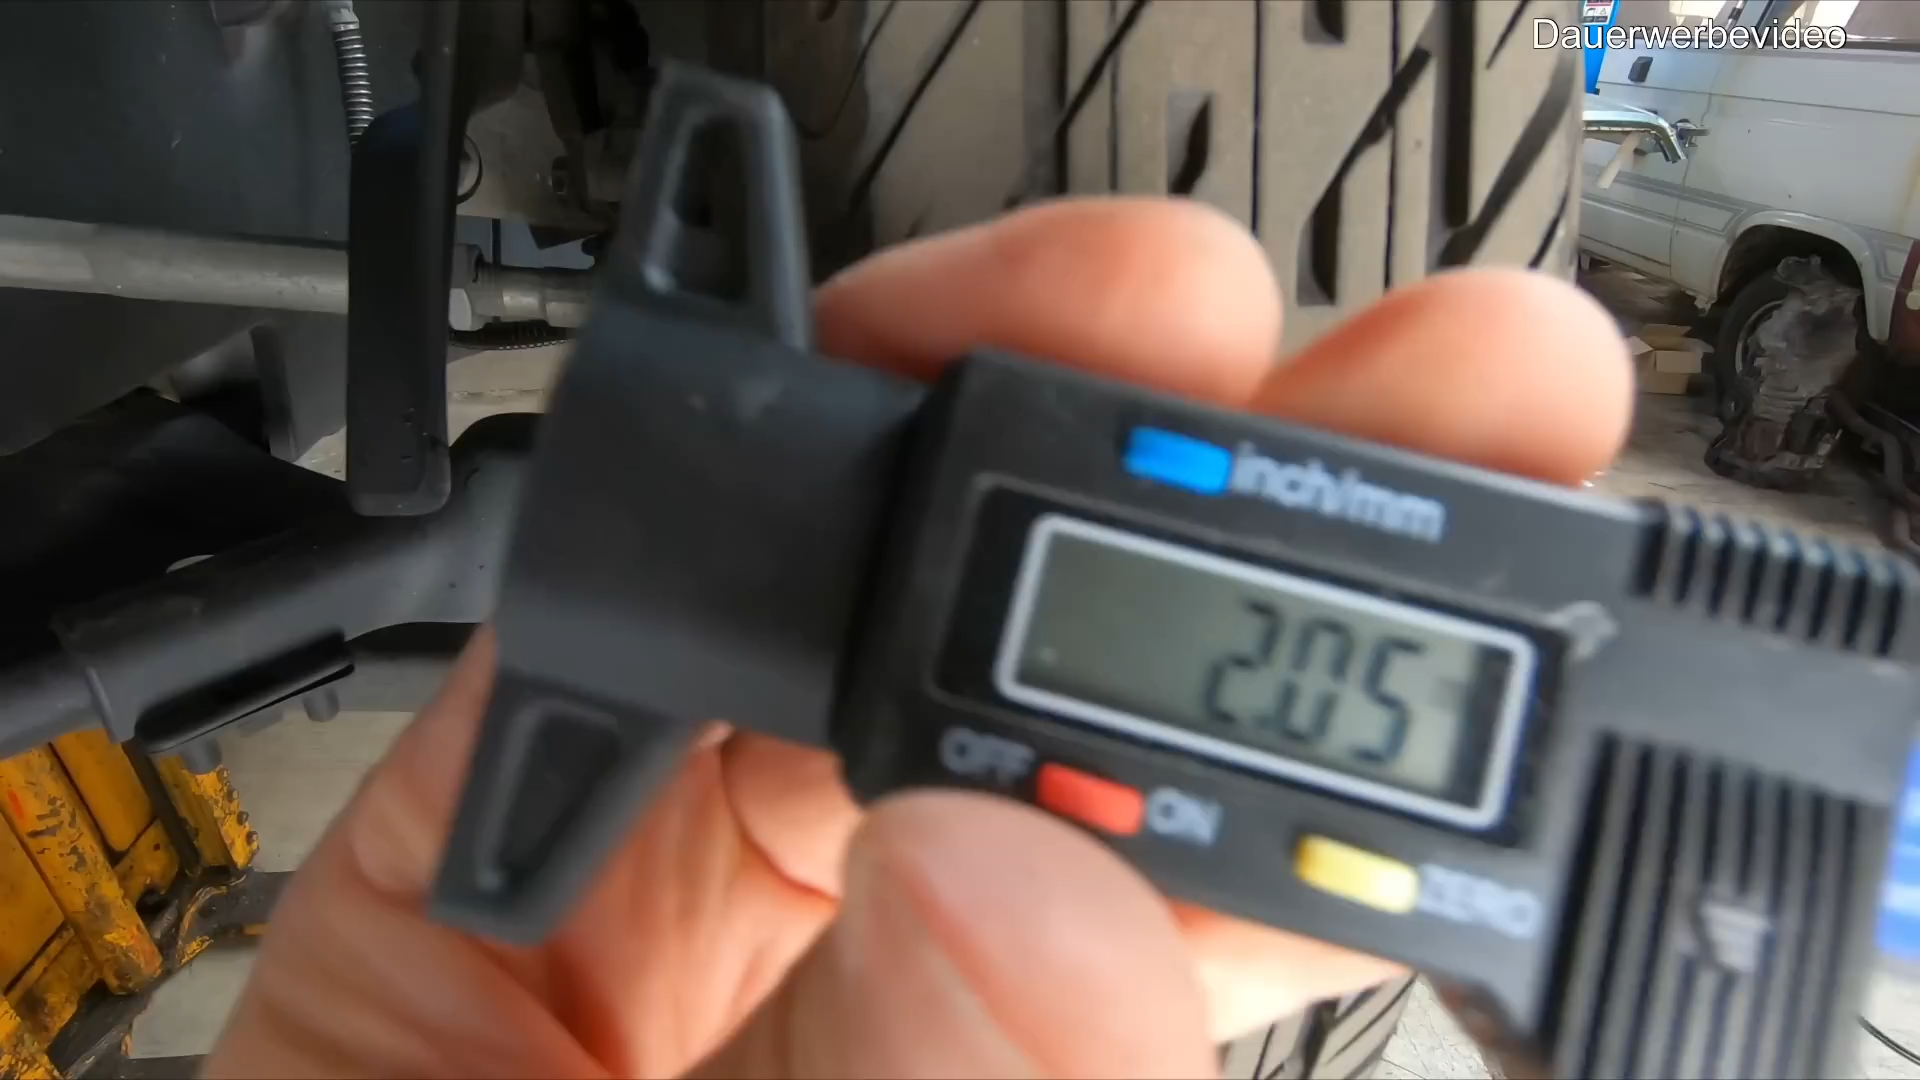 Dauerwerbevideo
inch/mm
2.05
OFF ON
ZERO